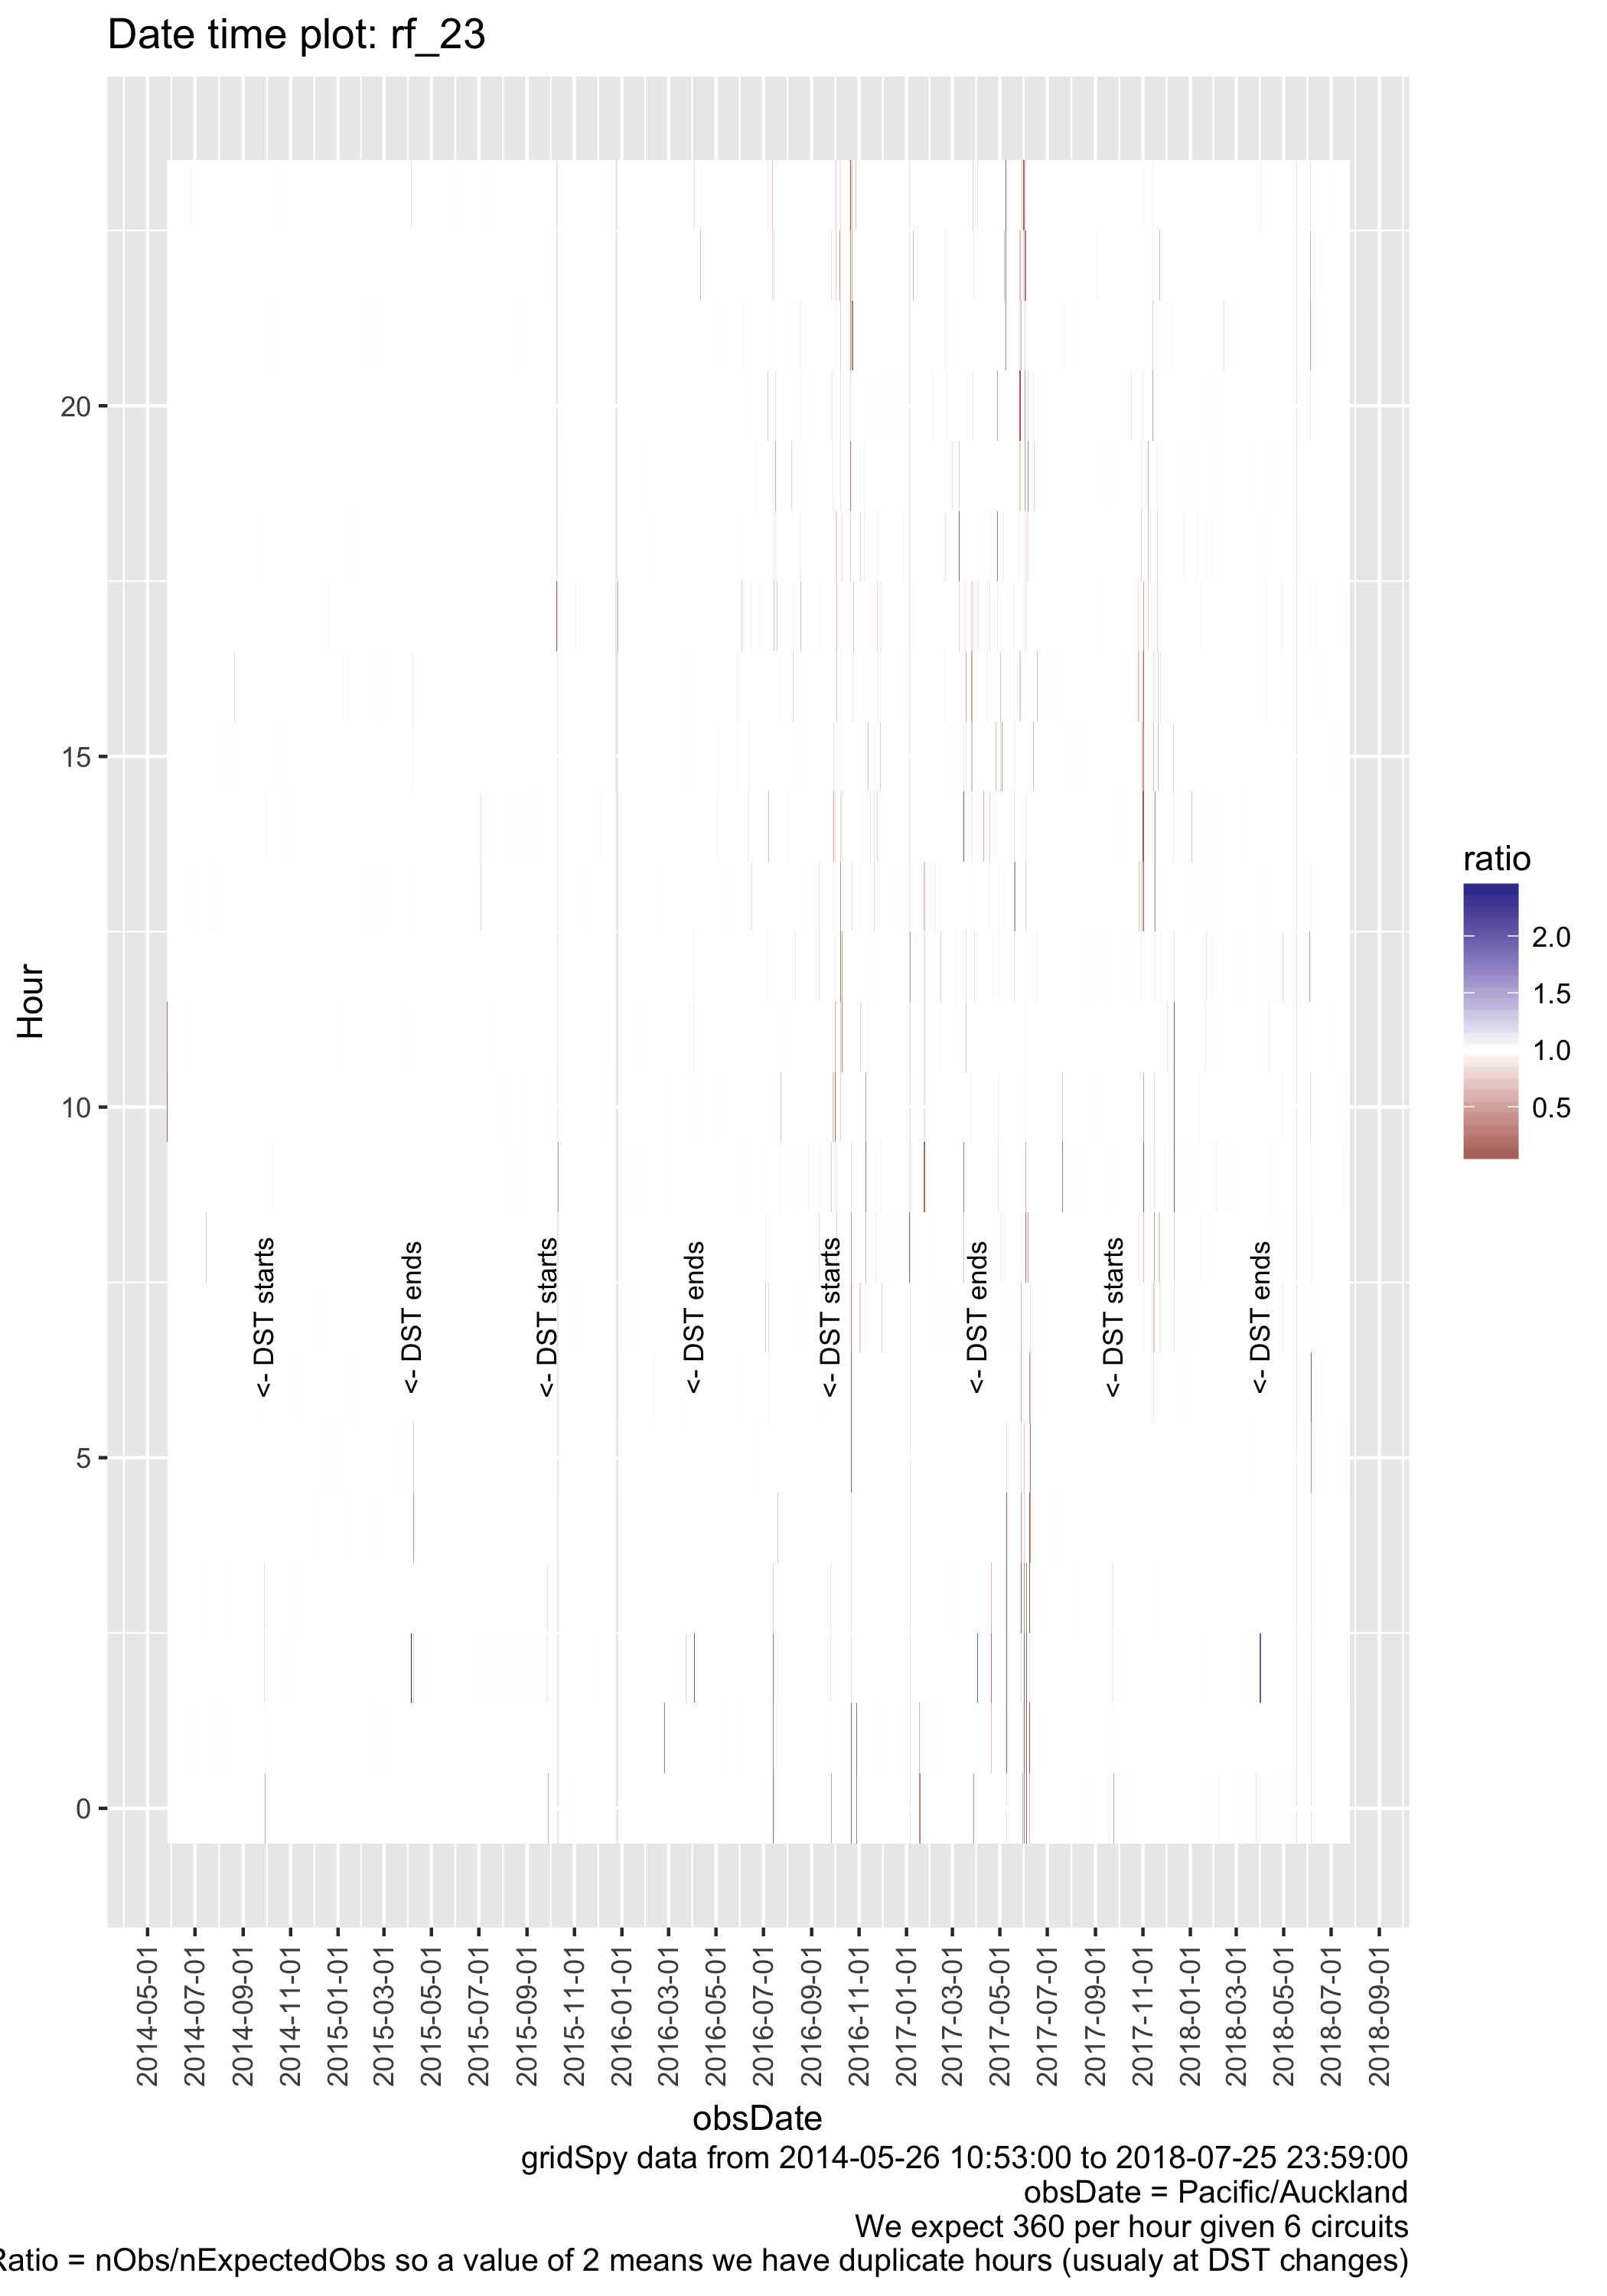 Date time plot: rf_23
Hour
20
15
10
5
0
<- DST starts
<- DST ends
<- DST starts
<- DST ends
<- DST starts
<- DST ends
<- DST starts
<- DST ends
ratio
2.0
1.5
1.0
0.5
2014-05-01
2014-07-01
2014-09-01
2014-11-01
2015-01-01
2015-03-01
2015-05-01
2015-07-01
2015-09-01
2015-11-01
2016-01-01
2016-03-01
2016-05-01
2016-07-01
2016-09-01
2016-11-01
2017-01-01
2017-03-01
2017-05-01
2017-07-01
2017-09-01
2017-11-01
2018-01-01
2018-03-01
2018-05-01
2018-07-01
2018-09-01
obsDate
gridSpy data from 2014-05-26 10:53:00 to 2018-07-25 23:59:00
obsDate = Pacific/Auckland
We expect 360 per hour given 6 circuits
Ratio = nObs/nExpectedObs so a value of 2 means we have duplicate hours (usualy at DST changes)